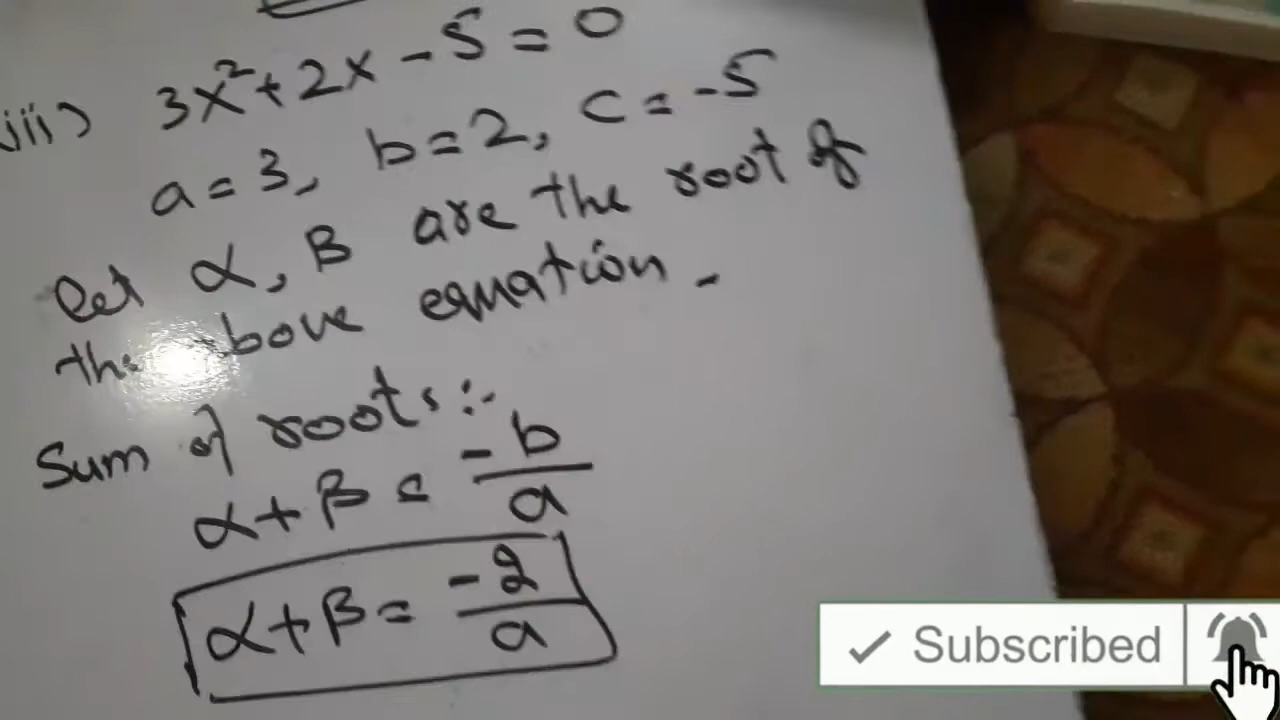 iii) 3x²+2x-5=0
a=3, b=2, c=-5
let α, β are the root of
the above equation.
Sum of roots:-
α+β = -b/a
α+β = -2/a
Subscribed